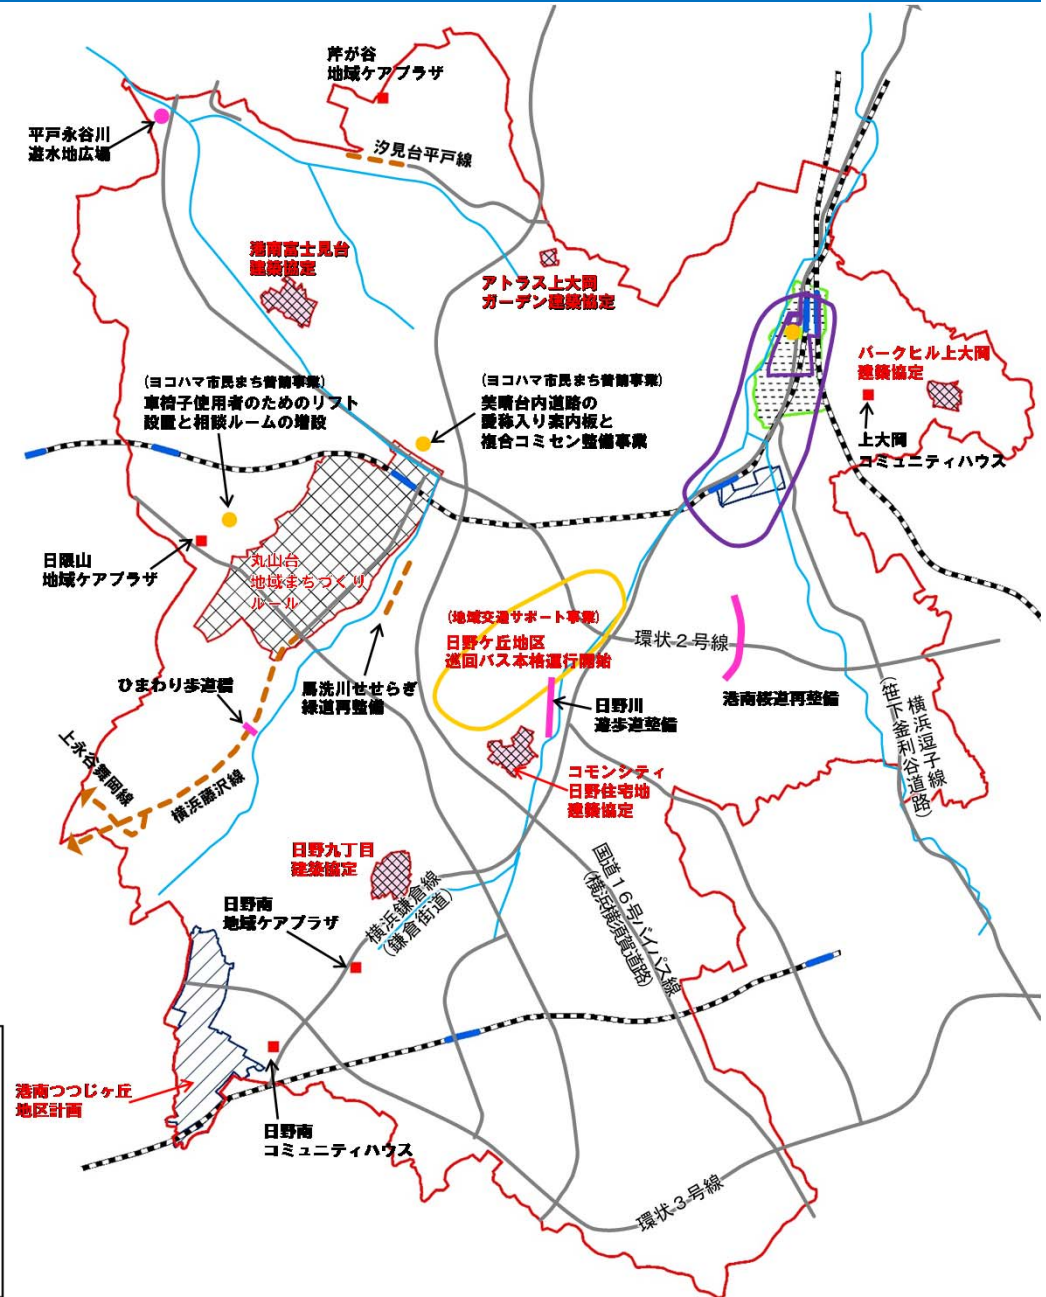 芹が谷
地域ケアプラザ
平戸永谷川
遊水地広場
汐見台平戸線
港南富士見台
建築協定
アトラス上大岡
ガーデン建築協定
パークヒル上大岡
建築協定
(ヨコハマ市民まち普請事業)
車椅子使用者のためのリフト
設置と相談ルームの増設
(ヨコハマ市民まち普請事業)
美晴台内道路の
愛称入り案内板と
複合コミセン整備事業
上大岡
コミュニティハウス
日限山
地域ケアプラザ
丸山台
地域まちづくり
ルール
(地域交通サポート事業)
日野ケ丘地区
巡回バス本格運行開始
環状2号線
ひまわり歩道橋
馬洗川せせらぎ
緑道再整備
日野川
遊歩道整備
港南桜道再整備
横浜逗子線
(笹下釜利谷道路)
上永谷舞岡線
横浜藤沢線
コモンシティ
日野住宅地
建築協定
日野九丁目
建築協定
国道16号バイパス線
(横浜横須賀道路)
横浜鎌倉線
(鎌倉街道)
日野南
地域ケアプラザ
港南つつじヶ丘
地区計画
日野南
コミュニティハウス
環状3号線